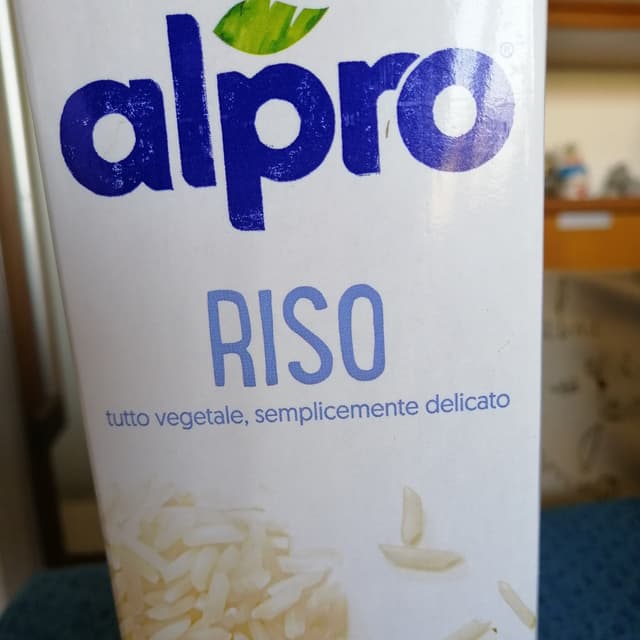 alpro®
RISO
tutto vegetale, semplicemente delicato